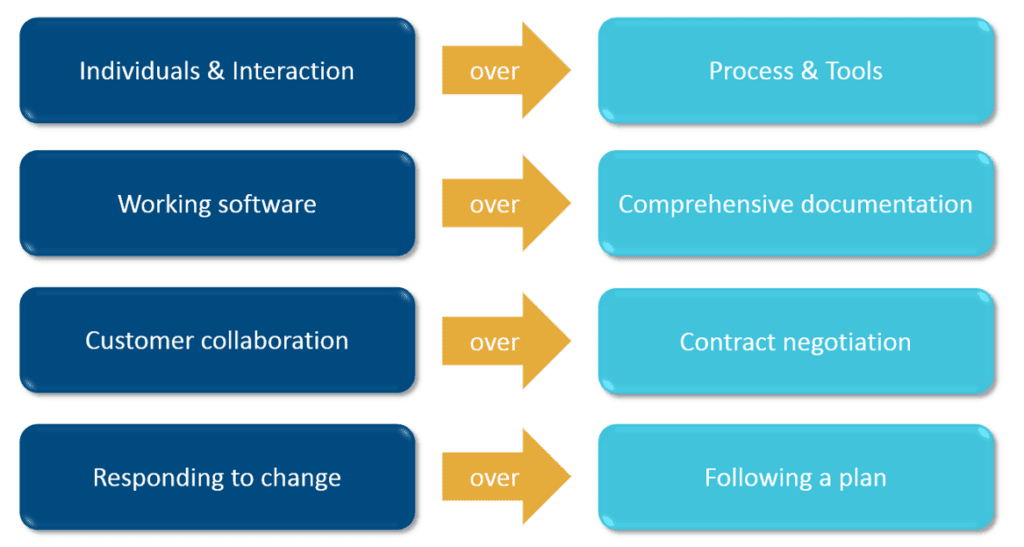 Individuals & Interaction over Process & Tools
Working software over Comprehensive documentation
Customer collaboration over Contract negotiation
Responding to change over Following a plan